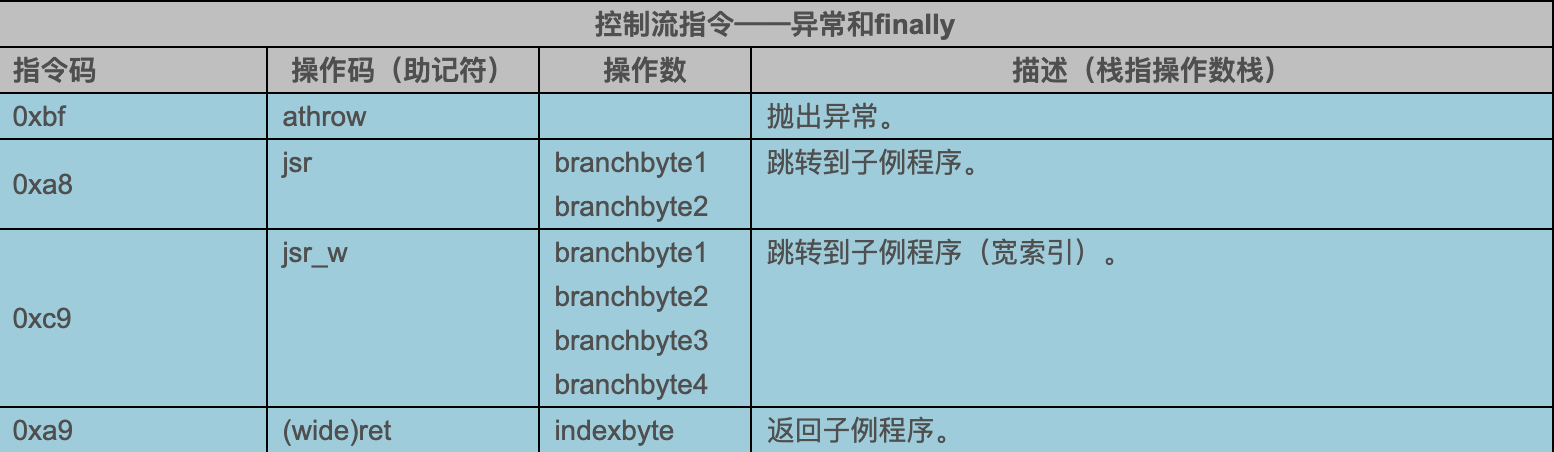 控制流指令——异常和finally
指令码 操作码（助记符） 操作数 描述（栈指操作数栈）
0xbf athrow 抛出异常。
0xa8 jsr branchbyte1 跳转到子例程序。
branchbyte2
0xc9 jsr_w branchbyte1 跳转到子例程序（宽索引）。
branchbyte2
branchbyte3
branchbyte4
0xa9 (wide)ret indexbyte 返回子例程序。